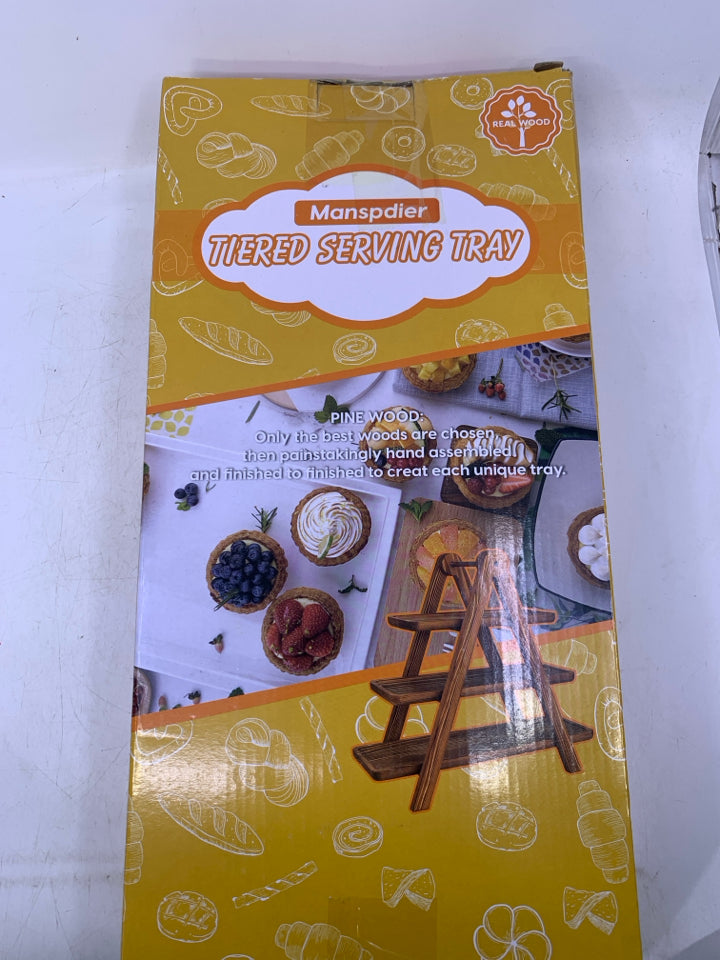 REAL WOOD
Manspdier
TIERED SERVING TRAY
PINE WOOD:
Only the best woods are chosen,
then painstakingly hand assembled
and finished to finished to creat each unique tray.